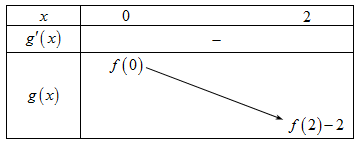 x 0 2
g'(x) –
f(0)
g(x)
f(2)–2